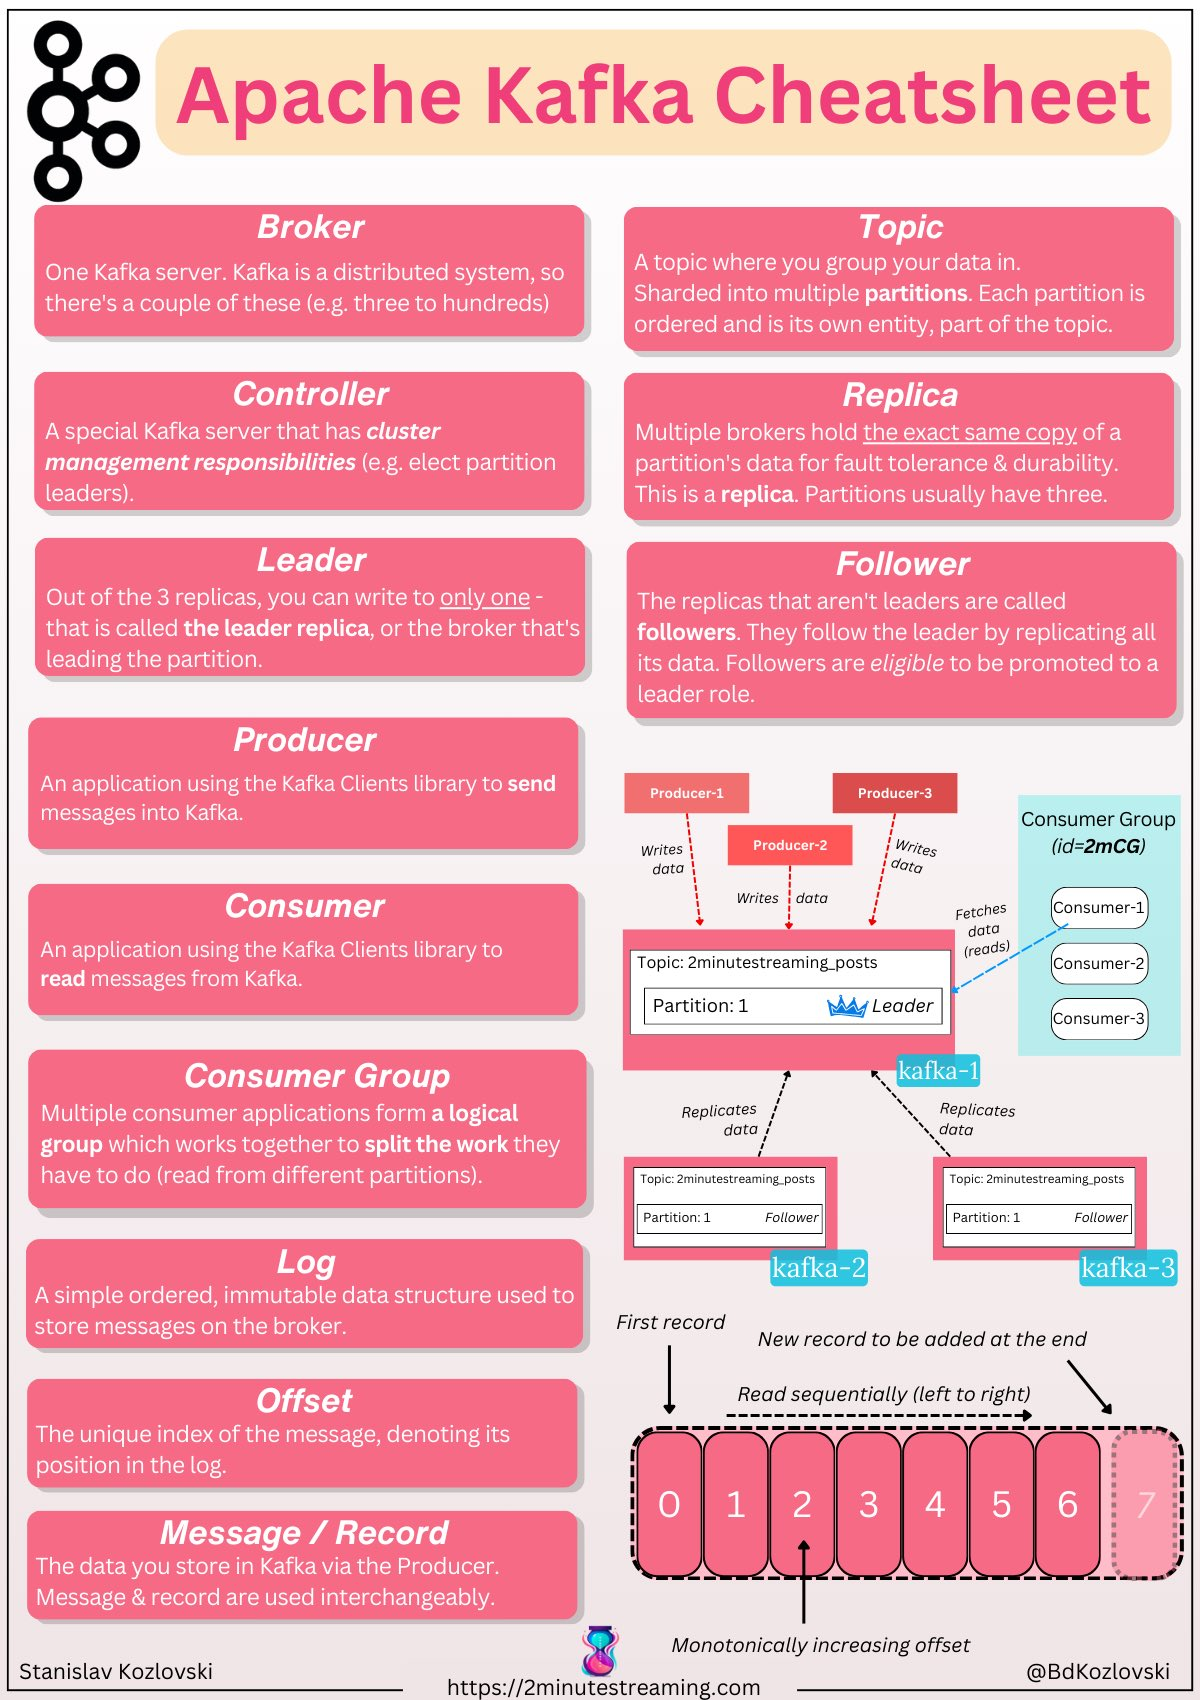 Apache Kafka Cheatsheet
Broker
One Kafka server. Kafka is a distributed system, so
there's a couple of these (e.g. three to hundreds)
Topic
A topic where you group your data in.
Sharded into multiple partitions. Each partition is
ordered and is its own entity, part of the topic.
Controller
A special Kafka server that has cluster
management responsibilities (e.g. elect partition
leaders).
Replica
Multiple brokers hold the exact same copy of a
partition's data for fault tolerance & durability.
This is a replica. Partitions usually have three.
Leader
Out of the 3 replicas, you can write to only one -
that is called the leader replica, or the broker that's
leading the partition.
Follower
The replicas that aren't leaders are called
followers. They follow the leader by replicating all
its data. Followers are eligible to be promoted to a
leader role.
Producer
An application using the Kafka Clients library to send
messages into Kafka.
Consumer
An application using the Kafka Clients library to
read messages from Kafka.
Consumer Group
Multiple consumer applications form a logical
group which works together to split the work they
have to do (read from different partitions).
Log
A simple ordered, immutable data structure used to
store messages on the broker.
Offset
The unique index of the message, denoting its
position in the log.
Message / Record
The data you store in Kafka via the Producer.
Message & record are used interchangeably.
Producer-1
Producer-3
Producer-2
Writes
data
Writes data
Writes
data
Consumer Group
(id=2mCG)
Consumer-1
Consumer-2
Consumer-3
Fetches
data
(reads)
Topic: 2minutestreaming_posts
Partition: 1 Leader
kafka-1
Replicates
data
Replicates
data
Topic: 2minutestreaming_posts
Partition: 1 Follower
kafka-2
Topic: 2minutestreaming_posts
Partition: 1 Follower
kafka-3
First record
New record to be added at the end
Read sequentially (left to right)
0 1 2 3 4 5 6 7
Monotonically increasing offset
Stanislav Kozlovski
https://2minutestreaming.com
@BdKozlovski